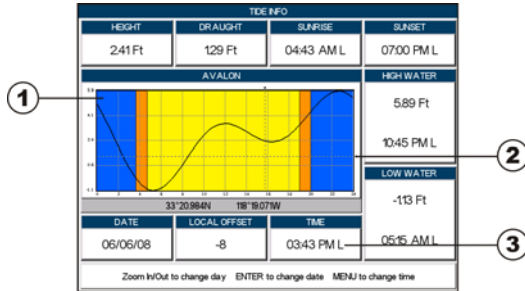 TIDE INFO
HEIGHT DRAUGHT SUNRISE SUNSET
2.41 Ft 1.29 Ft 04:43 AM L 07:00 PM L
AVALON HIGH WATER
1
5.89 Ft
10:45 PM L
2
LOW WATER
-1.13 Ft
05:15 AM L
33°20.984N 118°19.071W
DATE LOCAL OFFSET TIME
06/06/08 -8 03:43 PM L
3
Zoom In/Out to change day ENTER to change date MENU to change time